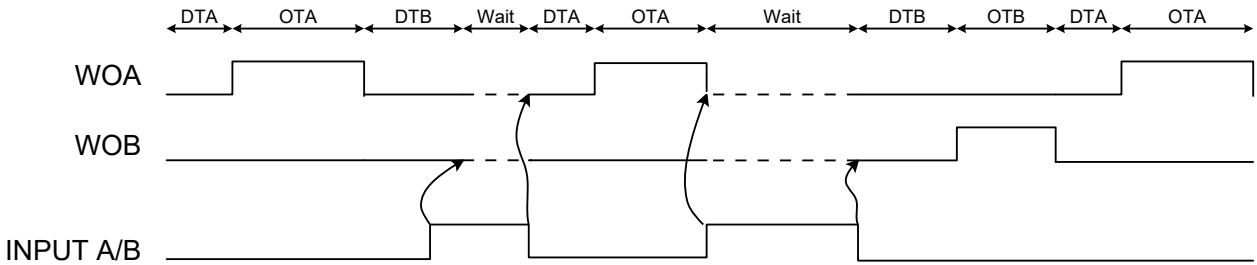 DTA OTA DTB Wait DTA OTA Wait DTB OTB DTA OTA
WOA
WOB
INPUT A/B